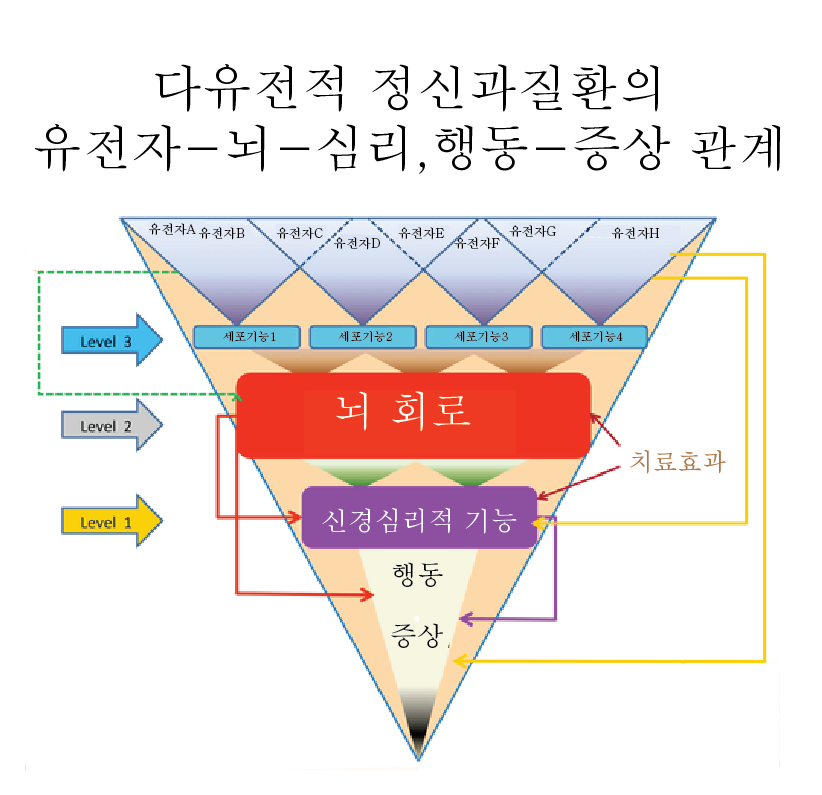 다유전적 정신과질환의
유전자-뇌-심리,행동-증상 관계
유전자A 유전자B 유전자C 유전자D 유전자E 유전자F 유전자G 유전자H
Level 3
세포기능1 세포기능2 세포기능3 세포기능4
뇌 회로
Level 2
치료효과
Level 1
신경심리적 기능
행동
증상